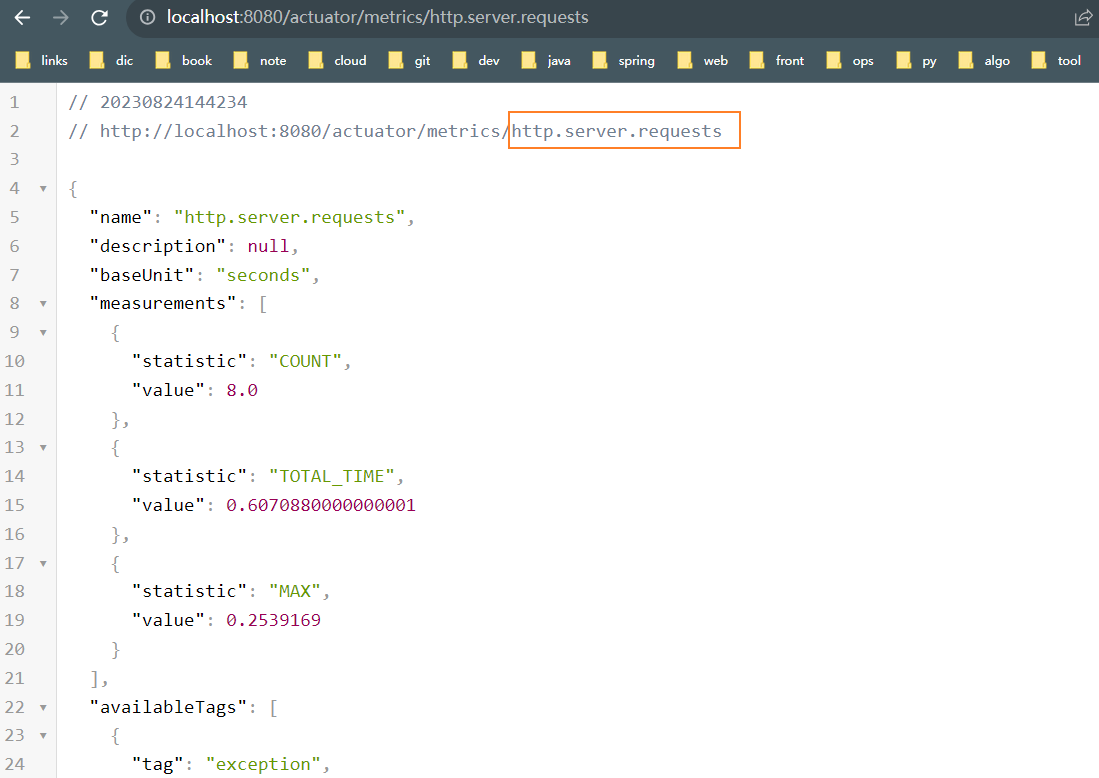 localhost:8080/actuator/metrics/http.server.requests
links dic book note cloud git dev java spring web front ops py algo tool
1 // 20230824144234
2 // http://localhost:8080/actuator/metrics/http.server.requests
3
4 {
5 "name": "http.server.requests",
6 "description": null,
7 "baseUnit": "seconds",
8 "measurements": [
9 {
10 "statistic": "COUNT",
11 "value": 8.0
12 },
13 {
14 "statistic": "TOTAL_TIME",
15 "value": 0.6070880000000001
16 },
17 {
18 "statistic": "MAX",
19 "value": 0.2539169
20 }
21 ],
22 "availableTags": [
23 {
24 "tag": "exception",